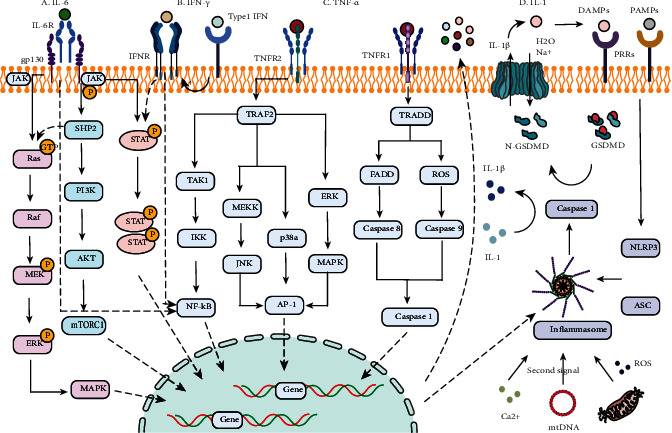 A. IL-6
B. IFN-γ
C. TNF-α
D. IL-1
IL-6R
gp130
JAK
JAK
P
IFNR
Type1 IFN
TNFR2
TNFR1
IL-1β
H2O
Na+
DAMPs
PAMPs
PRRs
SHP2
GTP
Ras
STAT
P
TRAF2
TRADD
N-GSDMD
GSDMD
PI3K
TAK1
MEKK
ERK
FADD
ROS
IL-1β
Raf
STAT
P
STAT
P
IKK
p38a
Caspase 8
Caspase 9
Caspase 1
IL-1
NLRP3
AKT
MEK
P
JNK
MAPK
NF-kB
AP-1
Caspase 1
ASC
mTORC1
ERK
P
Inflammasome
MAPK
Gene
Gene
Second signal
ROS
Ca2+
mtDNA